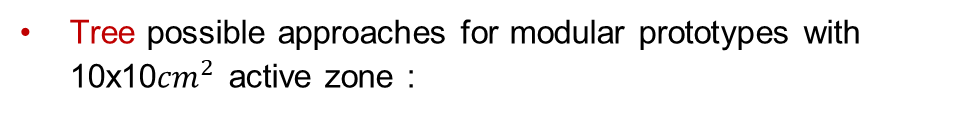 • Tree possible approaches for modular prototypes with
10x10cm² active zone :